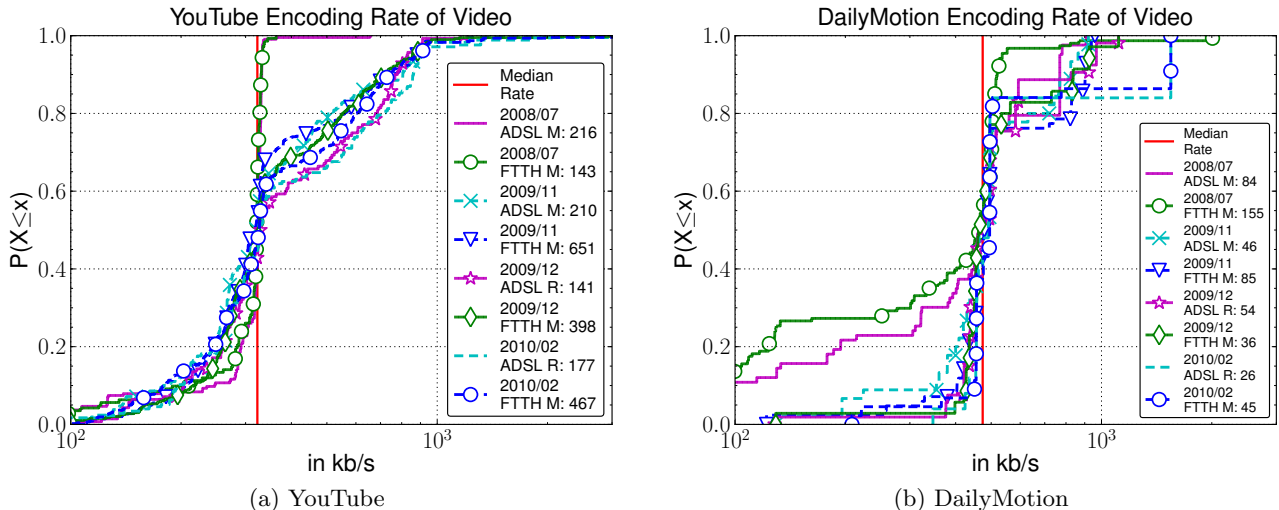 YouTube Encoding Rate of Video
P(X≤x)
1.0
0.8
0.6
0.4
0.2
0.0
10^2
10^3
in kb/s
Median
Rate
2008/07
ADSL M: 216
2008/07
FTTH M: 143
2009/11
ADSL M: 210
2009/11
FTTH M: 651
2009/12
ADSL R: 141
2009/12
FTTH M: 398
2010/02
ADSL R: 177
2010/02
FTTH M: 467
(a) YouTube
DailyMotion Encoding Rate of Video
P(X≤x)
1.0
0.8
0.6
0.4
0.2
0.0
10^2
10^3
in kb/s
Median
Rate
2008/07
ADSL M: 84
2008/07
FTTH M: 155
2009/11
ADSL M: 46
2009/11
FTTH M: 85
2009/12
ADSL R: 54
2009/12
FTTH M: 36
2010/02
ADSL R: 26
2010/02
FTTH M: 45
(b) DailyMotion